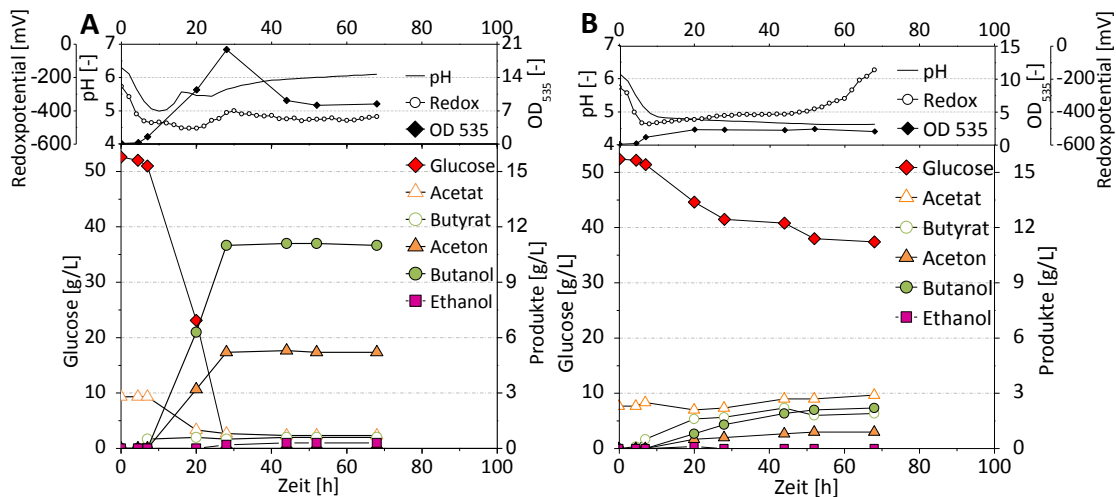 A
0 20 40 60 80 100
Redoxpotential [mV]
0
-200
-400
-600
pH [-]
7
6
5
4
pH
Redox
OD 535
21
14
7
0
OD535 [-]
Glucose [g/L]
50
40
30
20
10
0
Glucose
Acetat
Butyrat
Aceton
Butanol
Ethanol
15
12
9
6
3
0
Produkte [g/L]
0 20 40 60 80 100
Zeit [h]
B
0 20 40 60 80 100
pH [-]
7
6
5
4
pH
Redox
OD 535
15
10
5
0
OD535 [-]
0
-200
-400
-600
Redoxpotential [mV]
Glucose [g/L]
50
40
30
20
10
0
Glucose
Acetat
Butyrat
Aceton
Butanol
Ethanol
15
12
9
6
3
0
Produkte [g/L]
0 20 40 60 80 100
Zeit [h]